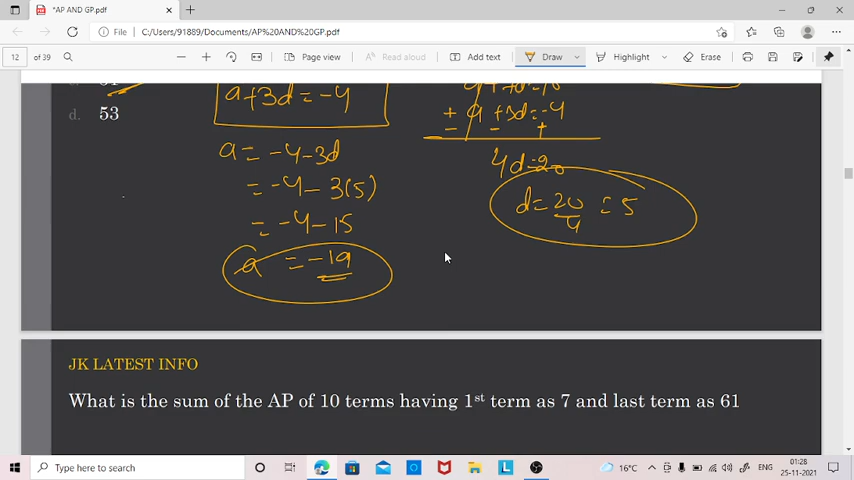 *AP AND GP.pdf
File C:/Users/91889/Documents/AP%20AND%20GP.pdf
12 of 39 Page view Read aloud Add text Draw Highlight Erase
a+3d=-4
+ a +3d=-4
- - +
d. 53
4d=20
a=-4-3d
=-4-3(5)
d=20/4=5
=-4-15
a=-19
JK LATEST INFO
What is the sum of the AP of 10 terms having 1st term as 7 and last term as 61
Type here to search 16°C ENG 01:28
25-11-2021